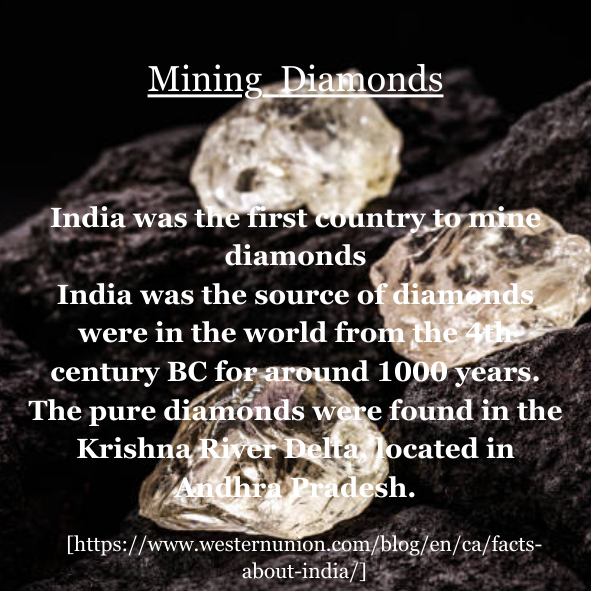 Mining Diamonds
India was the first country to mine
diamonds
India was the source of diamonds
were in the world from the 4th
century BC for around 1000 years.
The pure diamonds were found in the
Krishna River Delta, located in
Andhra Pradesh.
[https://www.westernunion.com/blog/en/ca/facts-
about-india/]